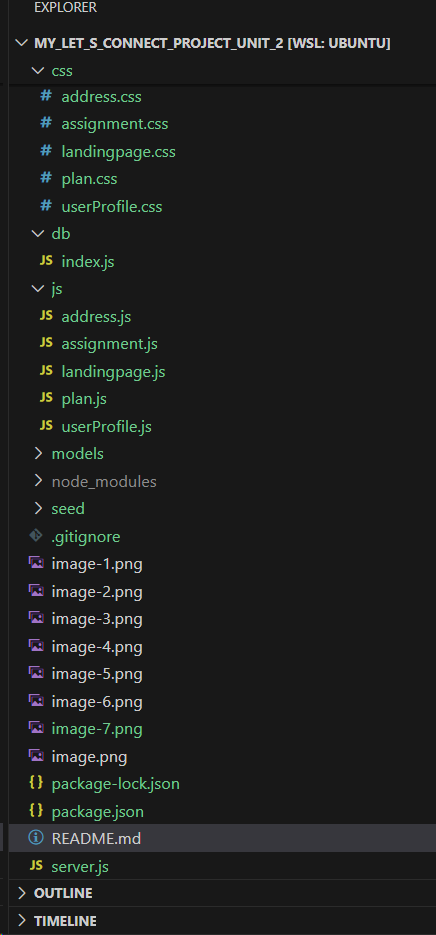 EXPLORER
MY_LET_S_CONNECT_PROJECT_UNIT_2 [WSL: UBUNTU]
css
# address.css
# assignment.css
# landingpage.css
# plan.css
# userProfile.css
db
JS index.js
js
JS address.js
JS assignment.js
JS landingpage.js
JS plan.js
JS userProfile.js
models
node_modules
seed
.gitignore
image-1.png
image-2.png
image-3.png
image-4.png
image-5.png
image-6.png
image-7.png
image.png
{} package-lock.json
{} package.json
README.md
JS server.js
OUTLINE
TIMELINE